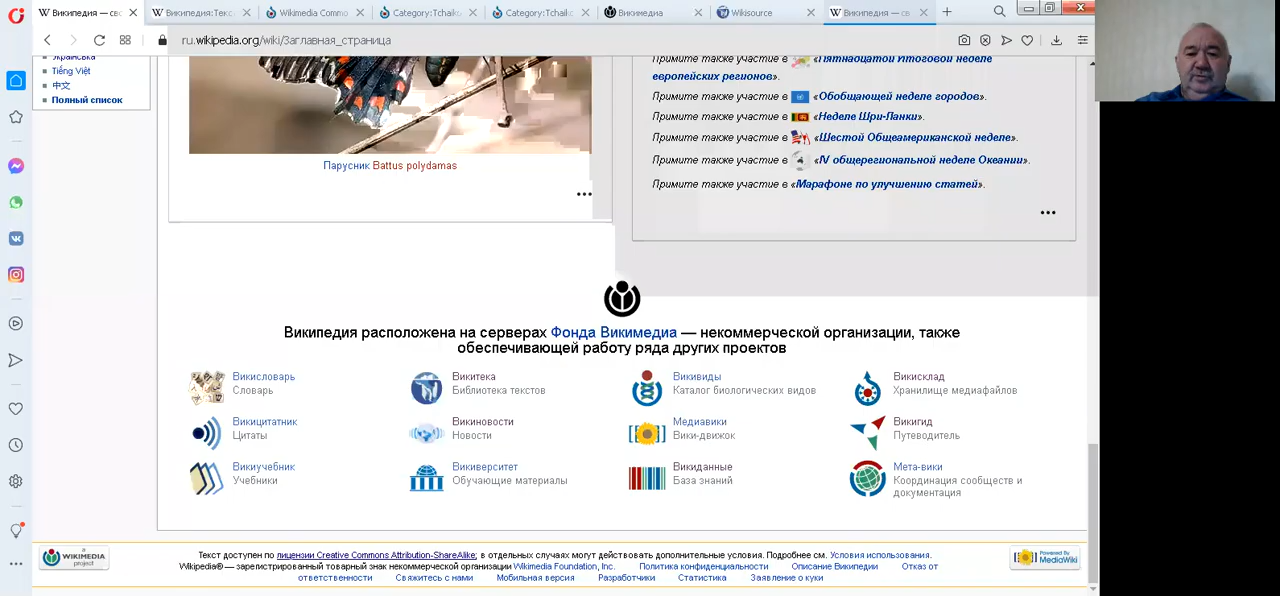 Википедия — сво
Википедия:Текс
Wikimedia Commo
Category:Tchaiko
Category:Tchaiko
Викимедиа
Wikisource
Википедия — св
ru.wikipedia.org/wiki/Заглавная_страница
Українська
Tiếng Việt
中文
Полный список
Парусник Battus polydamas
Примите также участие в «Пятнадцатой Итоговой неделе
европейских регионов».
Примите также участие в «Обобщающей неделе городов».
Примите также участие в «Неделе Шри-Ланки».
Примите также участие в «Шестой Общеамериканской неделе».
Примите также участие в «IV общерегиональной неделе Океании».
Примите также участие в «Марафоне по улучшению статей».
Википедия расположена на серверах Фонда Викимедиа — некоммерческой организации, также
обеспечивающей работу ряда других проектов
Викисловарь
Словарь
Викитека
Библиотека текстов
Викивиды
Каталог биологических видов
Викисклад
Хранилище медиафайлов
Викицитатник
Цитаты
Викиновости
Новости
Медиавики
Вики-движок
Викигид
Путеводитель
Викиучебник
Учебники
Викиверситет
Обучающие материалы
Викиданные
База знаний
Мета-вики
Координация сообществ и
документация
a
WIKIMEDIA
project
Текст доступен по лицензии Creative Commons Attribution-ShareAlike; в отдельных случаях могут действовать дополнительные условия. Подробнее см. Условия использования.
Wikipedia® — зарегистрированный товарный знак некоммерческой организации Wikimedia Foundation, Inc. Политика конфиденциальности Описание Википедии Отказ от
ответственности Свяжитесь с нами Мобильная версия Разработчики Статистика Заявление о куки
Powered By
MediaWiki